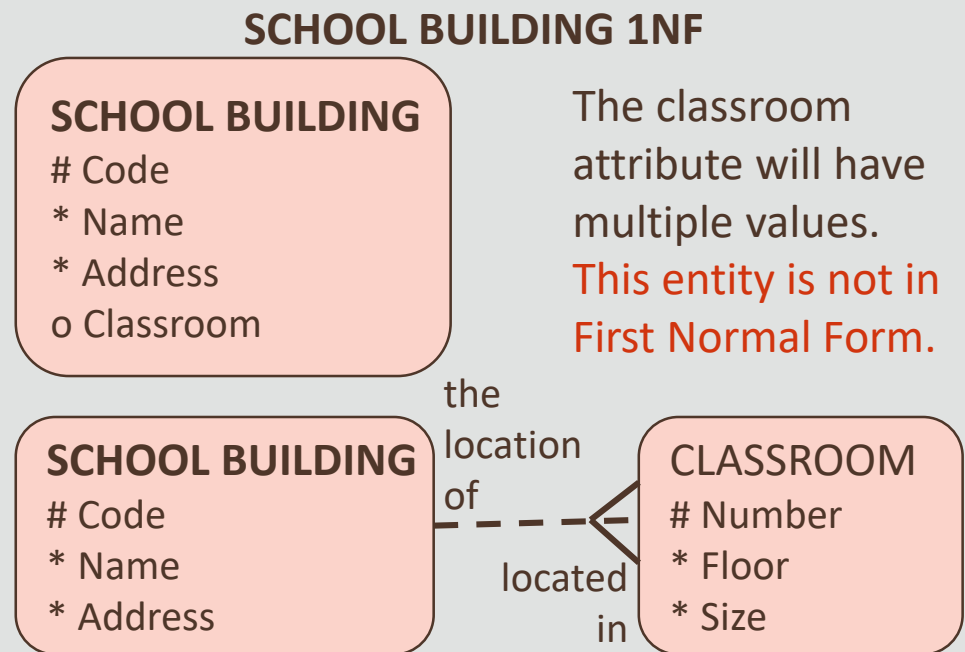 SCHOOL BUILDING 1NF
SCHOOL BUILDING
# Code
* Name
* Address
o Classroom
The classroom
attribute will have
multiple values.
This entity is not in
First Normal Form.
SCHOOL BUILDING
# Code
* Name
* Address
the
location
of
located
in
CLASSROOM
# Number
* Floor
* Size